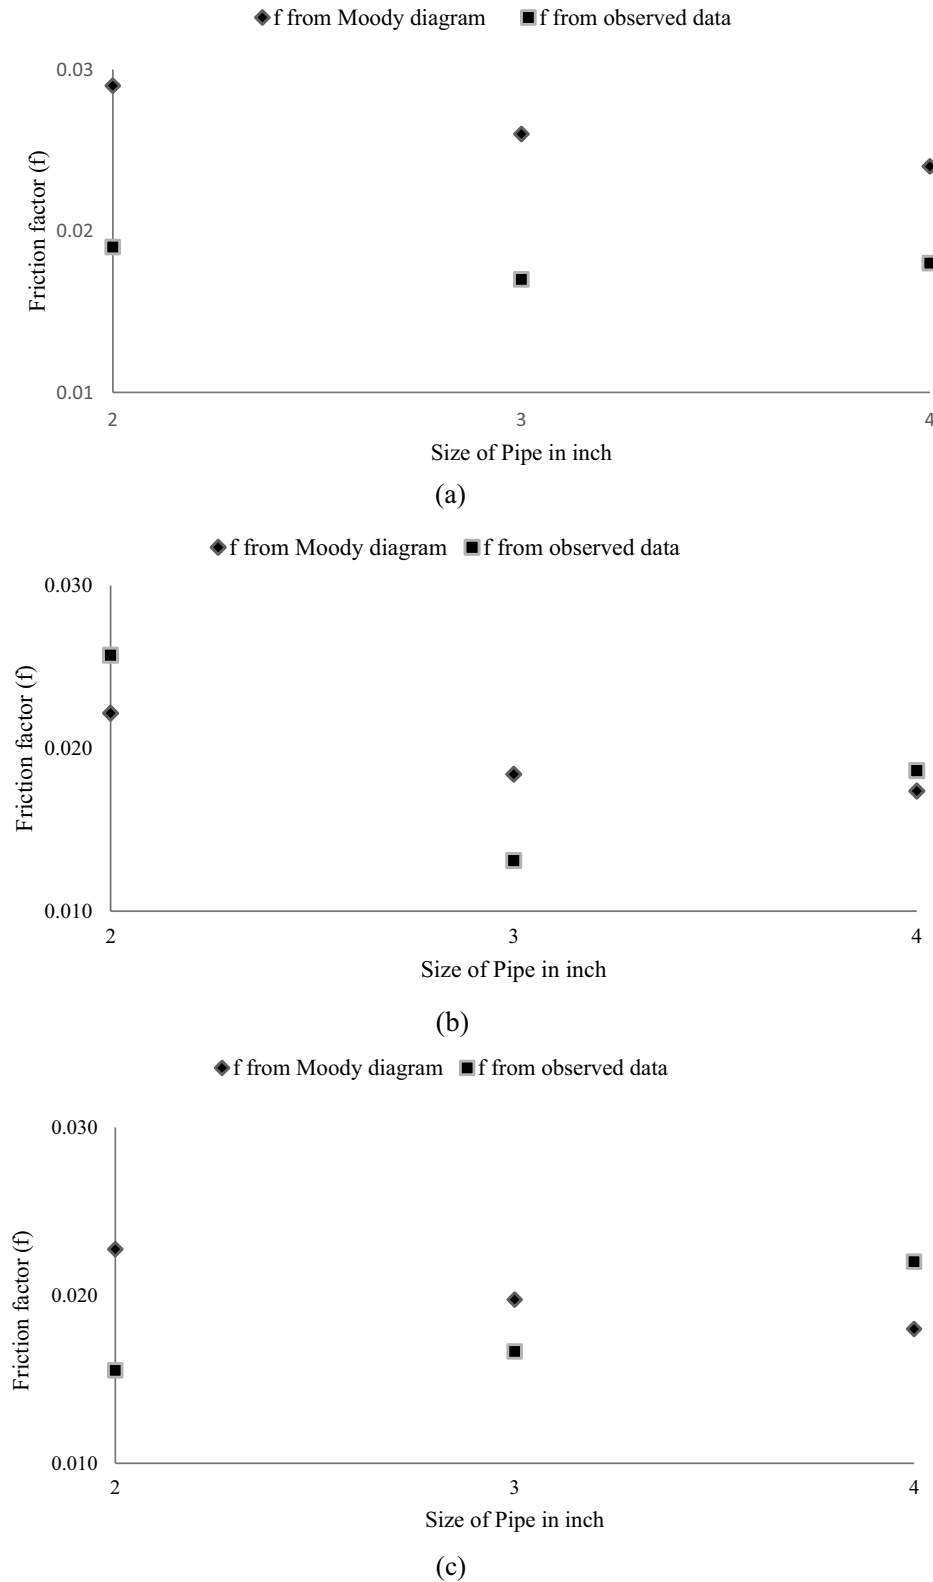 f from Moody diagram f from observed data
0.03
0.02
0.01
Friction factor (f)
2 3 4
Size of Pipe in inch
(a)
f from Moody diagram f from observed data
0.030
0.020
0.010
Friction factor (f)
2 3 4
Size of Pipe in inch
(b)
f from Moody diagram f from observed data
0.030
0.020
0.010
Friction factor (f)
2 3 4
Size of Pipe in inch
(c)